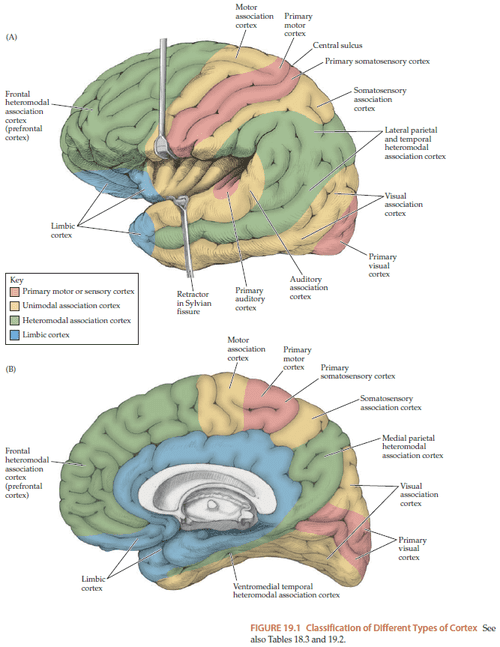 (A)
Motor
association
cortex
Primary
motor
cortex
Central sulcus
Primary somatosensory cortex
Somatosensory
association
cortex
Frontal
heteromodal
association
cortex
(prefrontal
cortex)
Lateral parietal
and temporal
heteromodal
association cortex
Visual
association
cortex
Limbic
cortex
Primary
visual
cortex
Auditory
association
cortex
Primary
auditory
cortex
Retractor
in Sylvian
fissure
Key
Primary motor or sensory cortex
Unimodal association cortex
Heteromodal association cortex
Limbic cortex
(B)
Motor
association
cortex
Primary
motor
cortex
Primary
somatosensory cortex
Somatosensory
association cortex
Medial parietal
heteromodal
association cortex
Frontal
heteromodal
association
cortex
(prefrontal
cortex)
Visual
association
cortex
Primary
visual
cortex
Limbic
cortex
Ventromedial temporal
heteromodal association cortex
FIGURE 19.1 Classification of Different Types of Cortex See
also Tables 18.3 and 19.2.